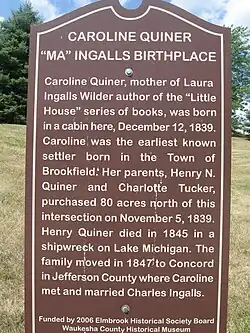 CAROLINE QUINER
"MA" INGALLS BIRTHPLACE
Caroline Quiner, mother of Laura
Ingalls Wilder author of the "Little
House" series of books, was born
in a cabin here, December 12, 1839.
Caroline was the earliest known
settler born in the Town of
Brookfield. Her parents, Henry N.
Quiner and Charlotte Tucker,
purchased 80 acres north of this
intersection on November 5, 1839.
Henry Quiner died in 1845 in a
shipwreck on Lake Michigan. The
family moved in 1847 to Concord
in Jefferson County where Caroline
met and married Charles Ingalls.
Funded by 2006 Elmbrook Historical Society Board
Waukesha County Historical Museum